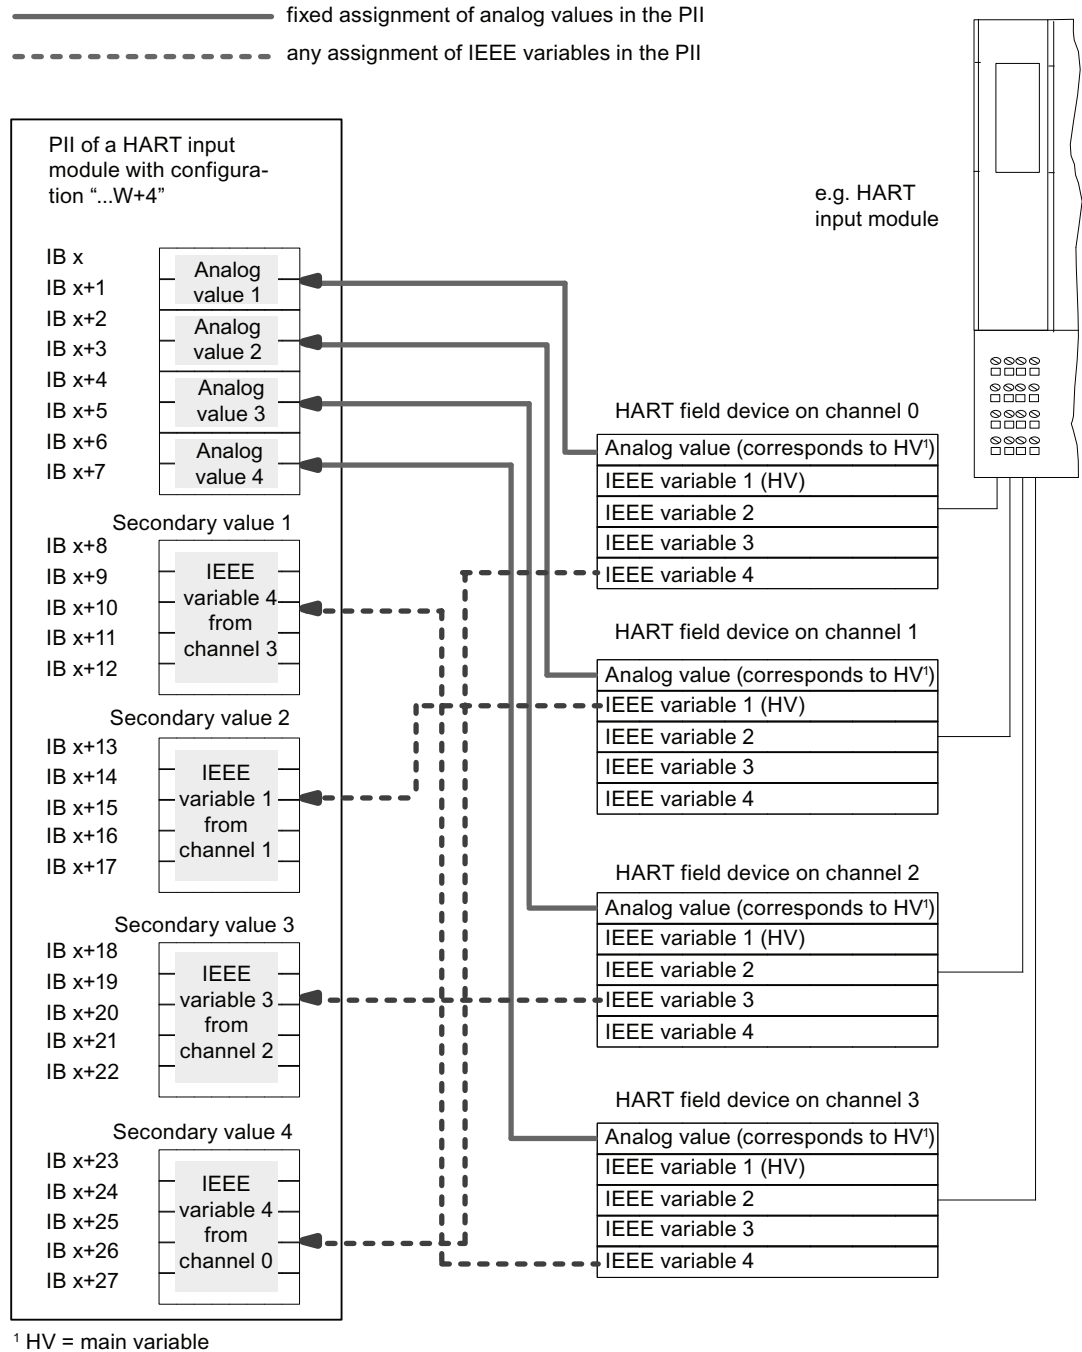 fixed assignment of analog values in the PII
any assignment of IEEE variables in the PII
PII of a HART input
module with configura-
tion “...W+4”
e.g. HART
input module
IB x
IB x+1
Analog
value 1
IB x+2
IB x+3
Analog
value 2
IB x+4
IB x+5
Analog
value 3
IB x+6
IB x+7
Analog
value 4
Secondary value 1
IB x+8
IB x+9
IB x+10
IB x+11
IB x+12
IEEE
variable 4
from
channel 3
Secondary value 2
IB x+13
IB x+14
IB x+15
IB x+16
IB x+17
IEEE
variable 1
from
channel 1
Secondary value 3
IB x+18
IB x+19
IB x+20
IB x+21
IB x+22
IEEE
variable 3
from
channel 2
Secondary value 4
IB x+23
IB x+24
IB x+25
IB x+26
IB x+27
IEEE
variable 4
from
channel 0
HART field device on channel 0
Analog value (corresponds to HV¹)
IEEE variable 1 (HV)
IEEE variable 2
IEEE variable 3
IEEE variable 4
HART field device on channel 1
Analog value (corresponds to HV¹)
IEEE variable 1 (HV)
IEEE variable 2
IEEE variable 3
IEEE variable 4
HART field device on channel 2
Analog value (corresponds to HV¹)
IEEE variable 1 (HV)
IEEE variable 2
IEEE variable 3
IEEE variable 4
HART field device on channel 3
Analog value (corresponds to HV¹)
IEEE variable 1 (HV)
IEEE variable 2
IEEE variable 3
IEEE variable 4
¹ HV = main variable